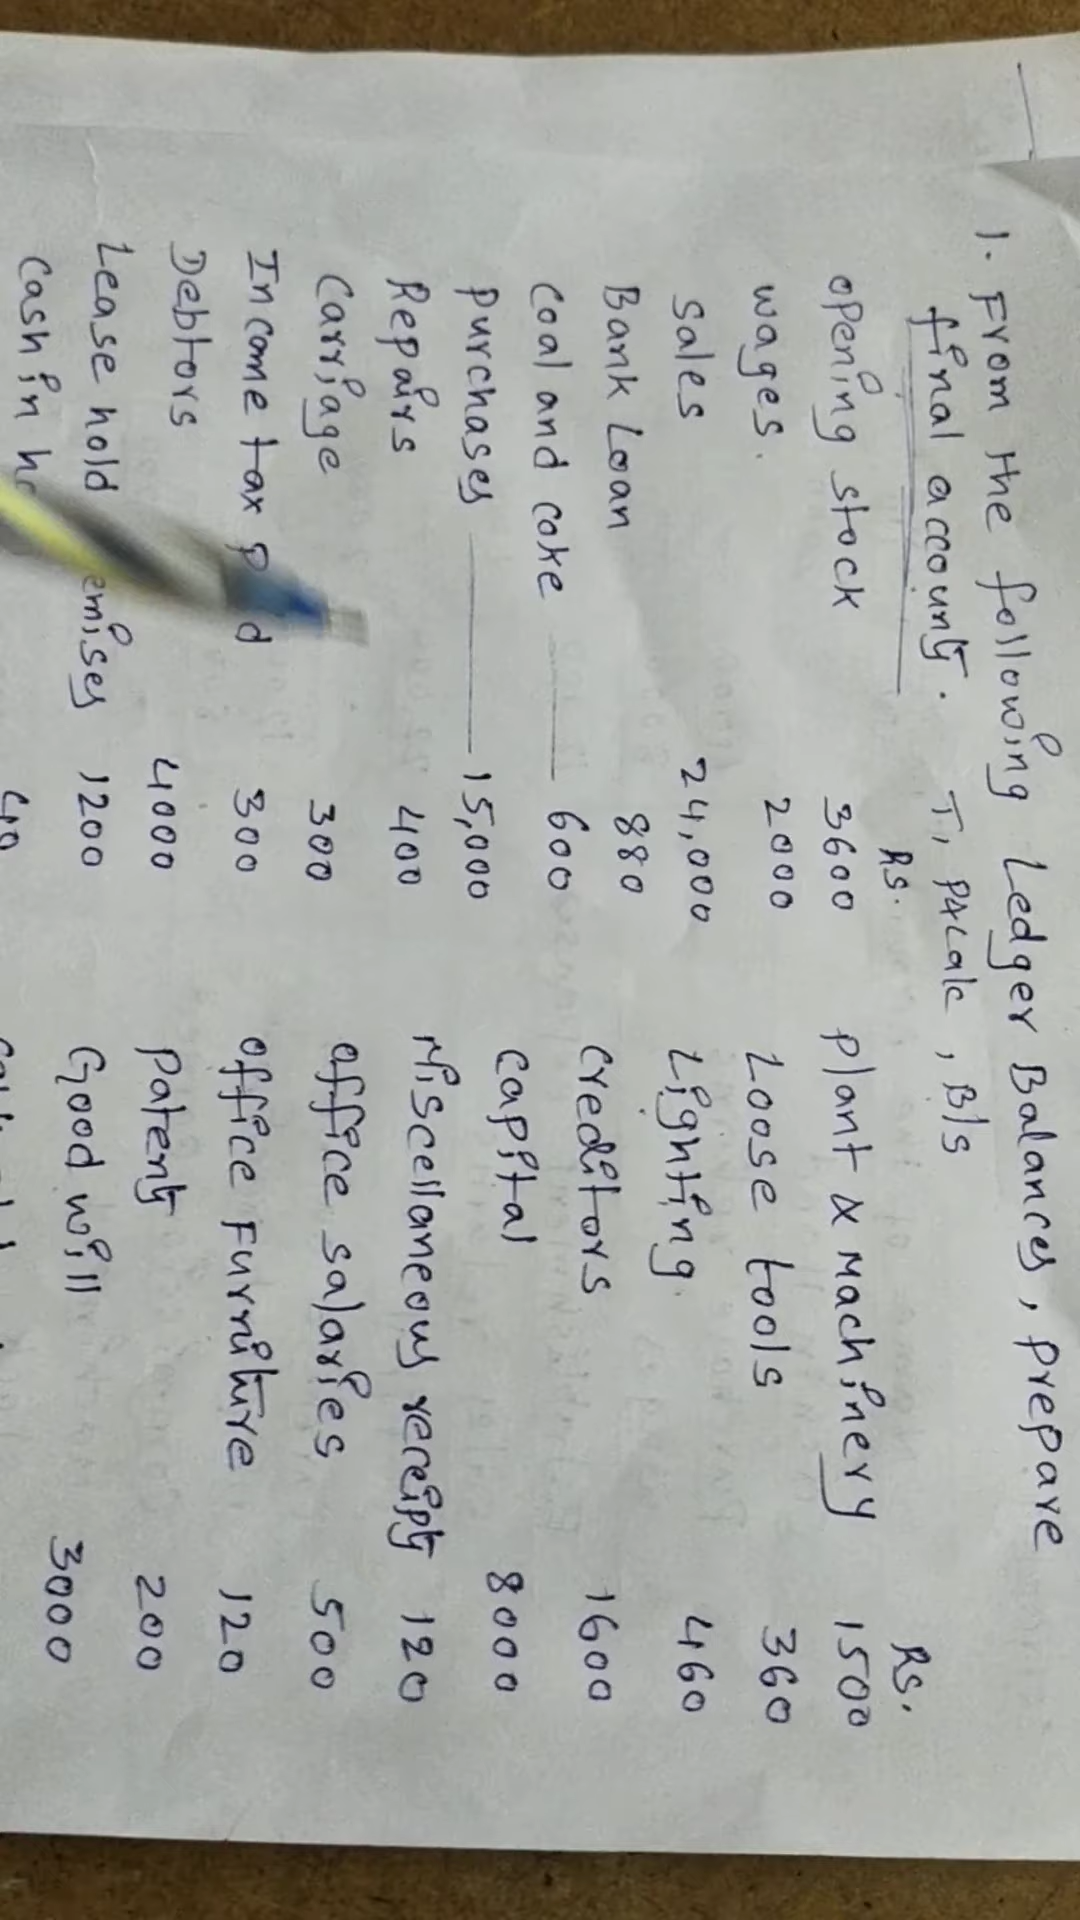 1. From the following Ledger Balances, prepare
final accounts. T, P&L a/c, B/s
Rs. Rs.
opening stock 3600 plant & Machinery 1500
wages. 2000 Loose tools 360
sales 24,000 Lighting. 460
Bank Loan 880 creditors 1600
coal and coke 600 capital 8000
purchases 15,000 Miscellaneous receipts 120
Repairs 400 office salaries 500
carriage 300 office Furniture 120
Income tax 300 patents 200
Debtors 4000 Good will 3000
Lease hold 1200
cash in